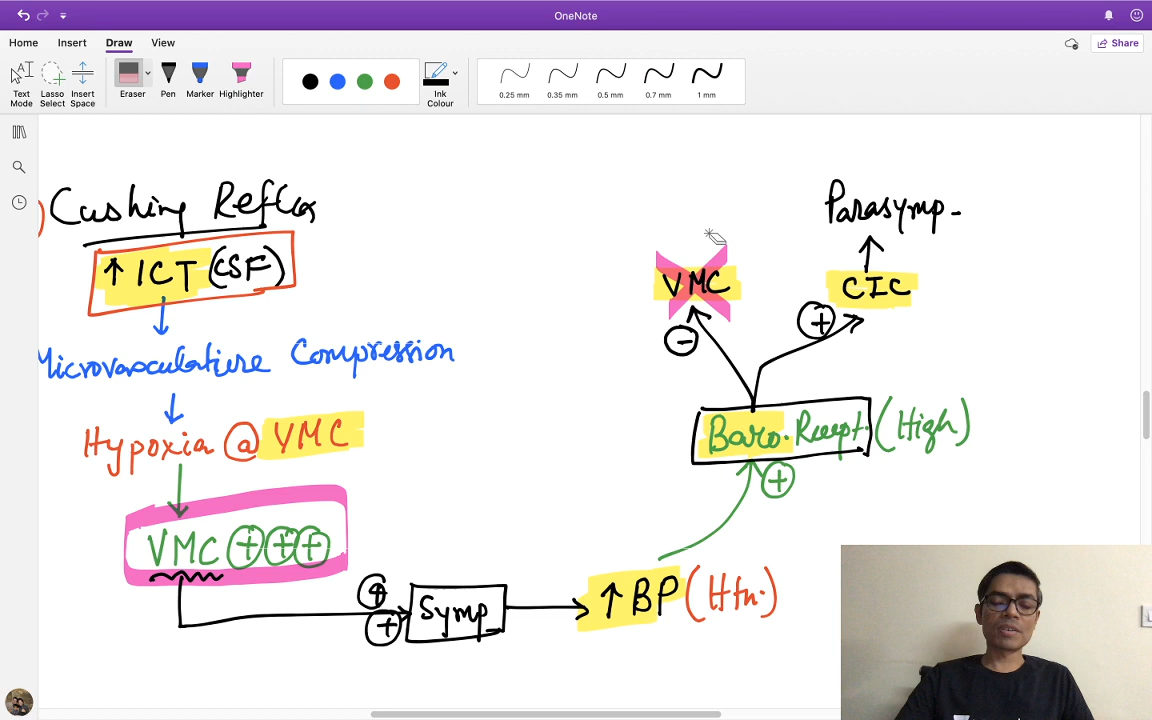 OneNote
Home Insert Draw View
Share
Text Mode
Lasso Select
Insert Space
Eraser
Pen
Marker
Highlighter
Ink Colour
0.25 mm 0.35 mm 0.5 mm 0.7 mm 1 mm
Cushing Reflex
↑ ICT (CSF)
Microvasculature Compression
Hypoxia @ VMC
VMC + + +
+ +
Symp
↑ BP (Htn.)
+
Baro. Recept. (High)
-
+
VMC
CIC
Parasymp-